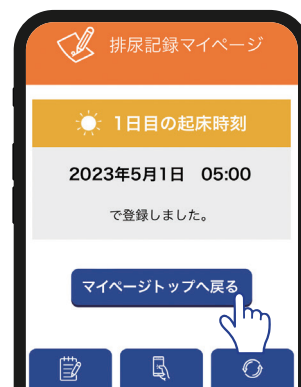 排尿記録マイページ
1日目の起床時刻
2023年5月1日　05:00
で登録しました。
マイページトップへ戻る